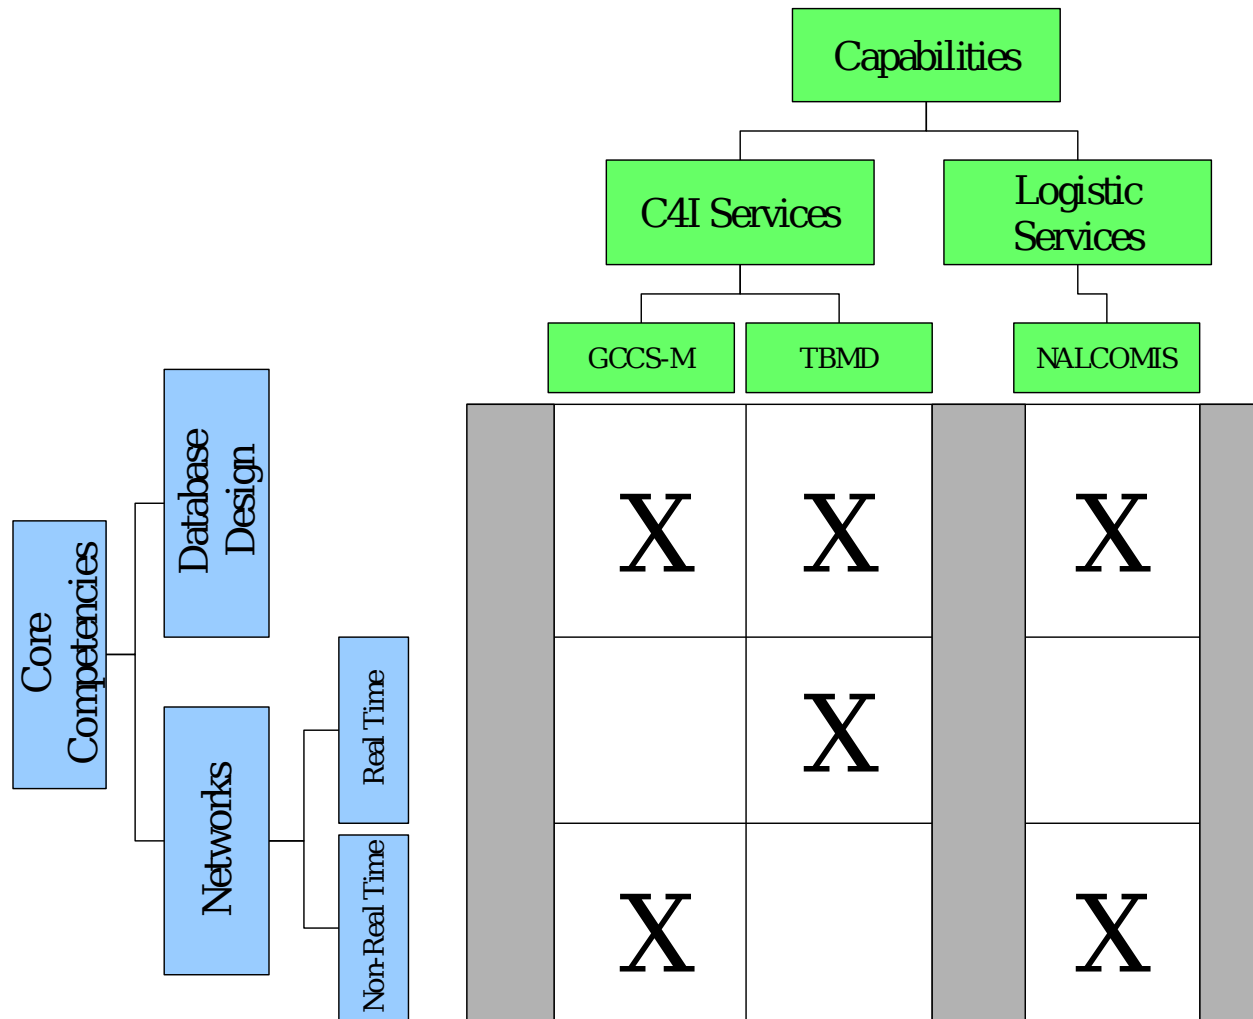 Capabilities
C4I Services
Logistic
Services
GCCS-M
TBMD
NALCOMIS
Core
Competencies
Database
Design
Networks
Real Time
Non-Real Time
X X X
X
X X